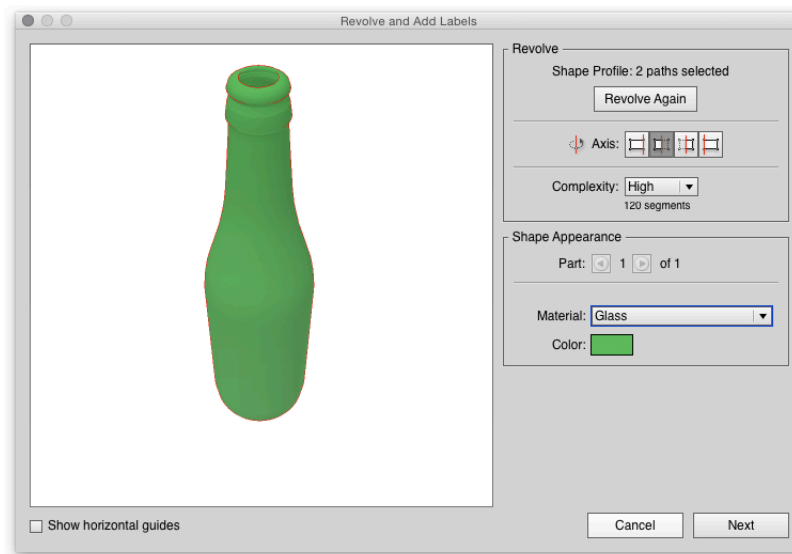 Revolve and Add Labels
Revolve
Shape Profile: 2 paths selected
Revolve Again
Axis:
Complexity: High
120 segments
Shape Appearance
Part: 1 of 1
Material: Glass
Color:
Show horizontal guides
Cancel Next